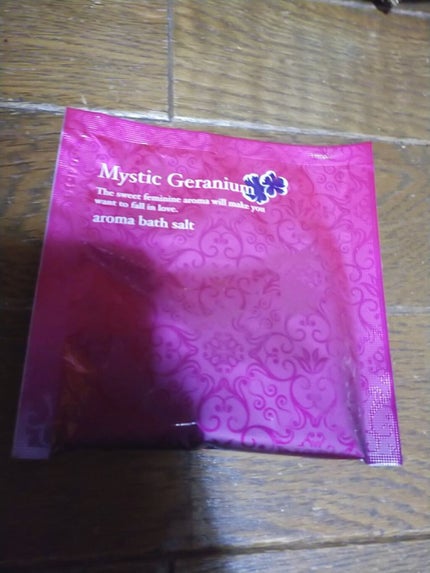 Mystic Geranium
The sweet feminine aroma will make you
want to fall in love.
aroma bath salt